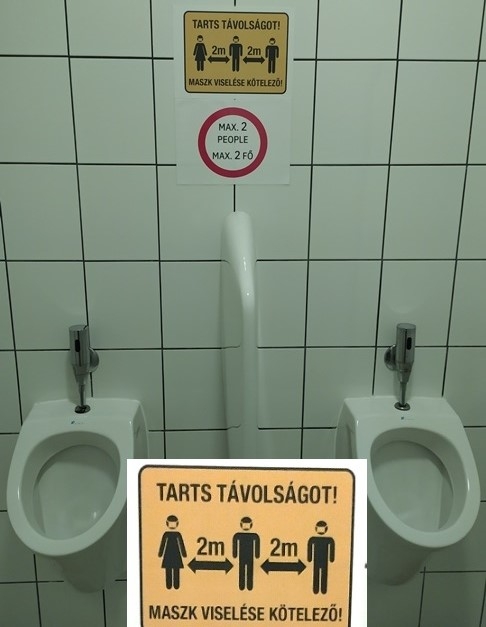 TARTS TÁVOLSÁGOT!
2m 2m
MASZK VISELÉSE KÖTELEZŐ!
MAX. 2
PEOPLE
MAX. 2 FŐ
TARTS TÁVOLSÁGOT!
2m 2m
MASZK VISELÉSE KÖTELEZŐ!